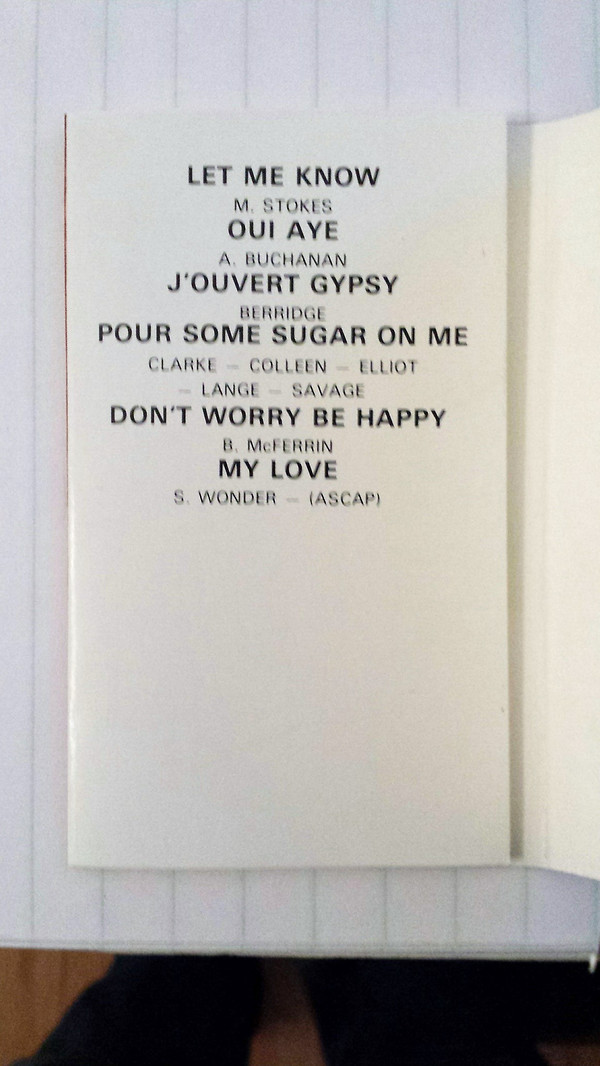 LET ME KNOW
M. STOKES
OUI AYE
A. BUCHANAN
J'OUVERT GYPSY
BERRIDGE
POUR SOME SUGAR ON ME
CLARKE – COLLEEN – ELLIOT
– LANGE – SAVAGE
DON'T WORRY BE HAPPY
B. McFERRIN
MY LOVE
S. WONDER – (ASCAP)